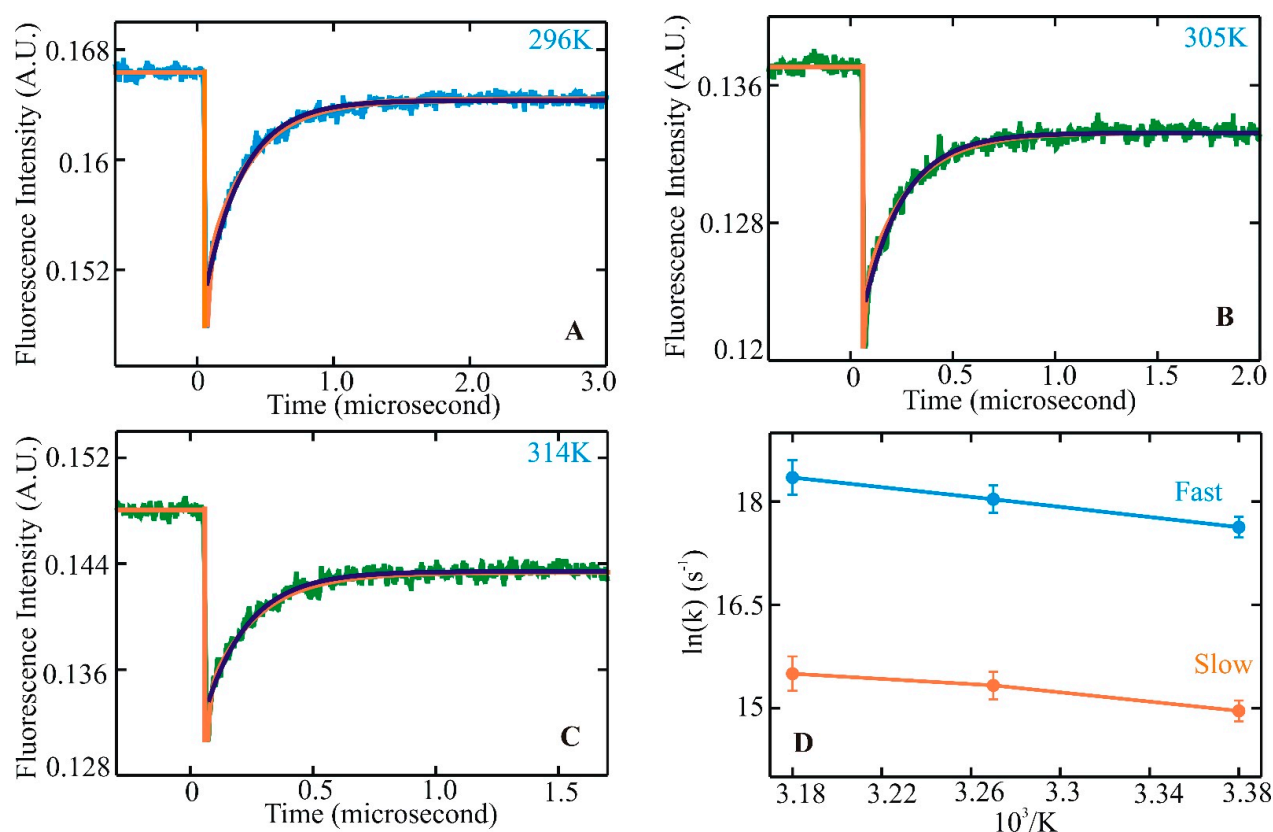 Fluorescence Intensity (A.U.)
296K
0.168
0.16
0.152
A
0 1.0 2.0 3.0
Time (microsecond)
Fluorescence Intensity (A.U.)
305K
0.136
0.128
0.12
B
0 0.5 1.0 1.5 2.0
Time (microsecond)
Fluorescence Intensity (A.U.)
314K
0.152
0.144
0.136
0.128
C
0 0.5 1.0 1.5
Time (microsecond)
ln(k) (s⁻¹)
18
16.5
15
Fast
Slow
D
3.18 3.22 3.26 3.3 3.34 3.38
10³/K